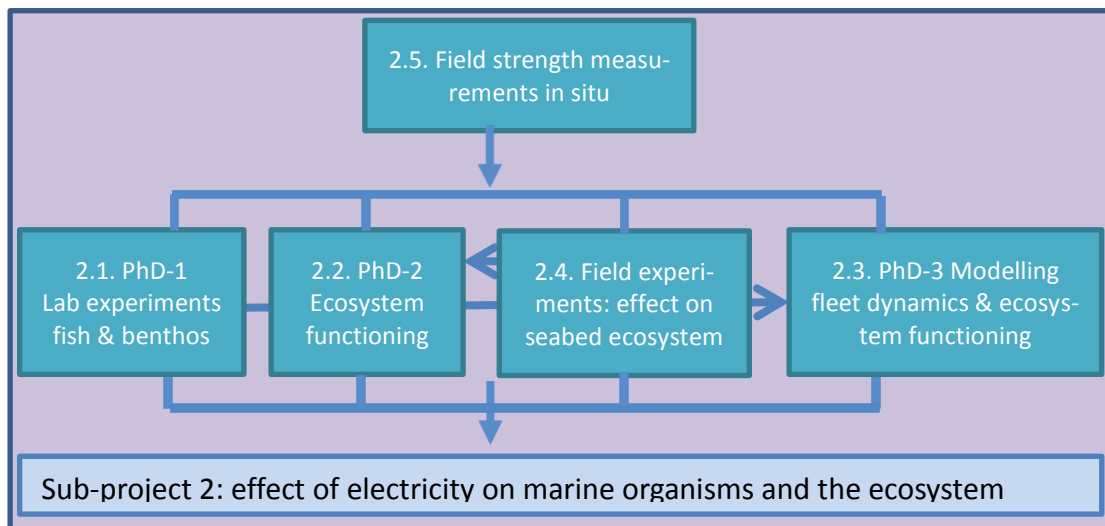 2.5. Field strength measu-
rements in situ
2.1. PhD-1
Lab experiments
fish & benthos
2.2. PhD-2
Ecosystem
functioning
2.4. Field experi-
ments: effect on
seabed ecosystem
2.3. PhD-3 Modelling
fleet dynamics & ecosys-
tem functioning
Sub-project 2: effect of electricity on marine organisms and the ecosystem